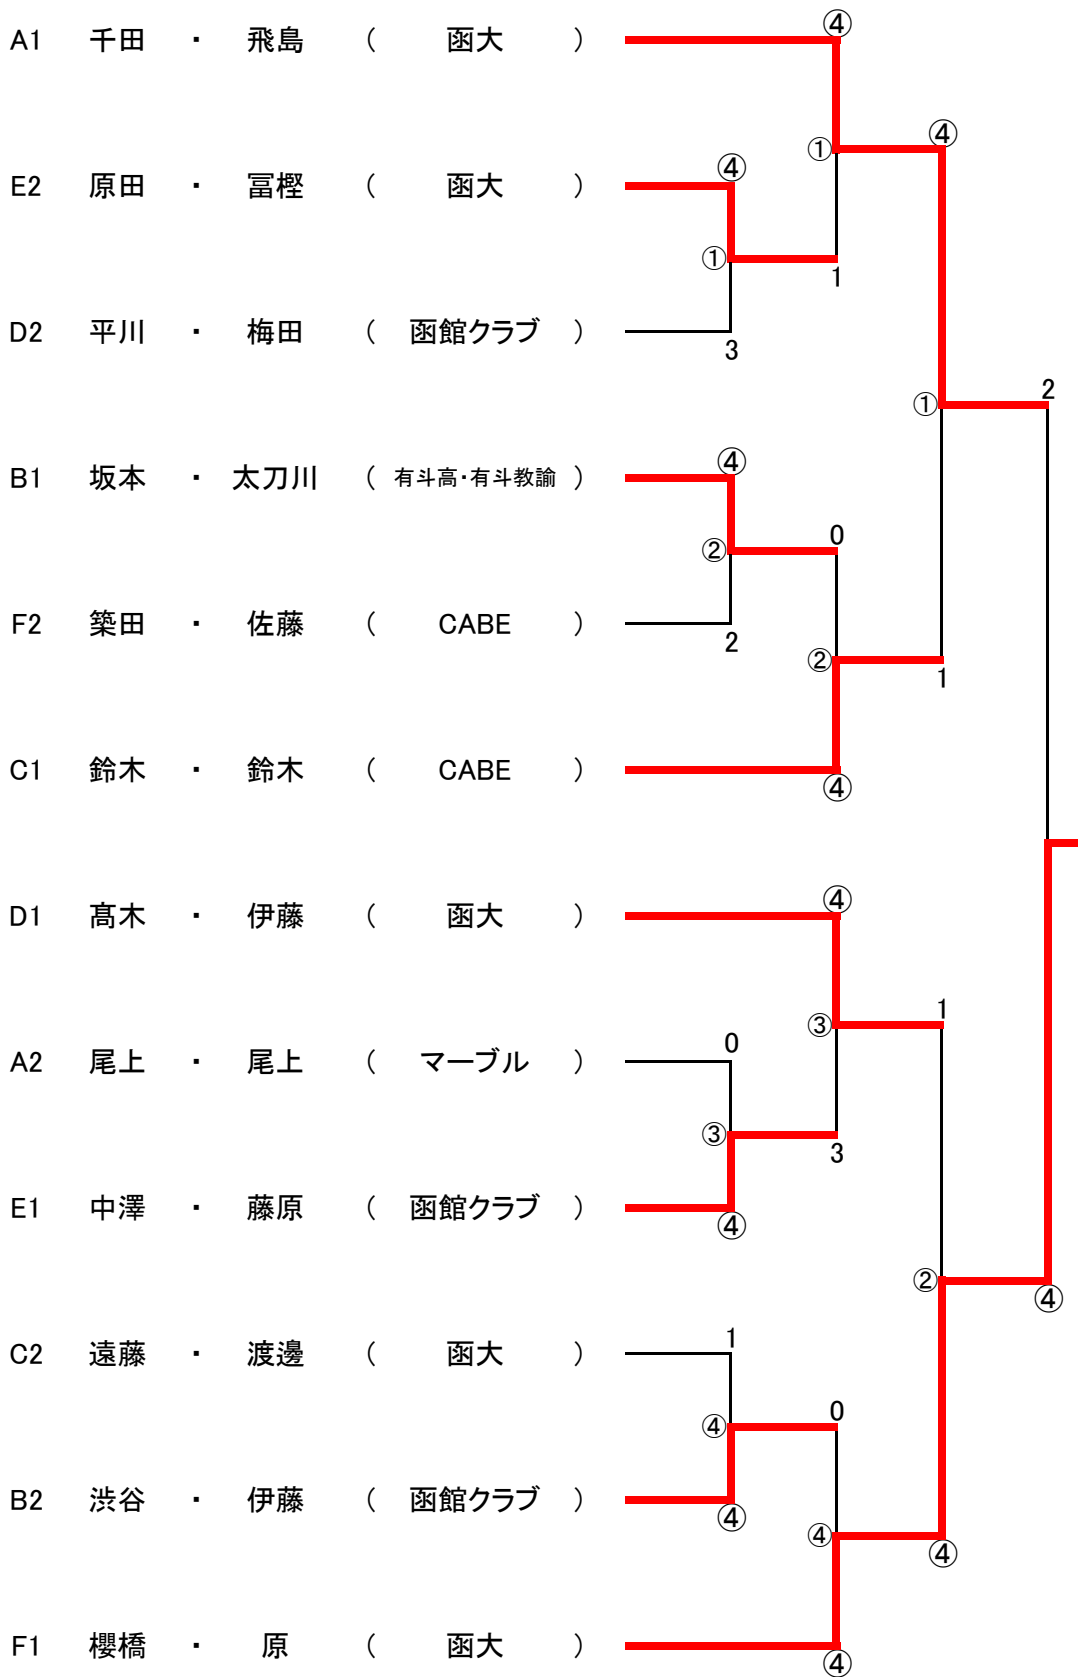 ④
A1 千田 ・ 飛島 ( 函大 )
① ④
E2 原田 ・ 冨樫 ( 函大 ) ④
① 1
D2 平川 ・ 梅田 ( 函館クラブ ) 3
① 2
B1 坂本 ・ 太刀川 ( 有斗高・有斗教諭 ) ④
② 0
F2 築田 ・ 佐藤 ( CABE ) 2
② 1
C1 鈴木 ・ 鈴木 ( CABE ) ④
D1 髙木 ・ 伊藤 ( 函大 ) ④
③ 1
A2 尾上 ・ 尾上 ( マーブル ) 0
③ 3
E1 中澤 ・ 藤原 ( 函館クラブ ) ④
② ④
C2 遠藤 ・ 渡邊 ( 函大 ) 1
④ 0
B2 渋谷 ・ 伊藤 ( 函館クラブ ) ④
④ ④
F1 櫻橋 ・ 原 ( 函大 ) ④